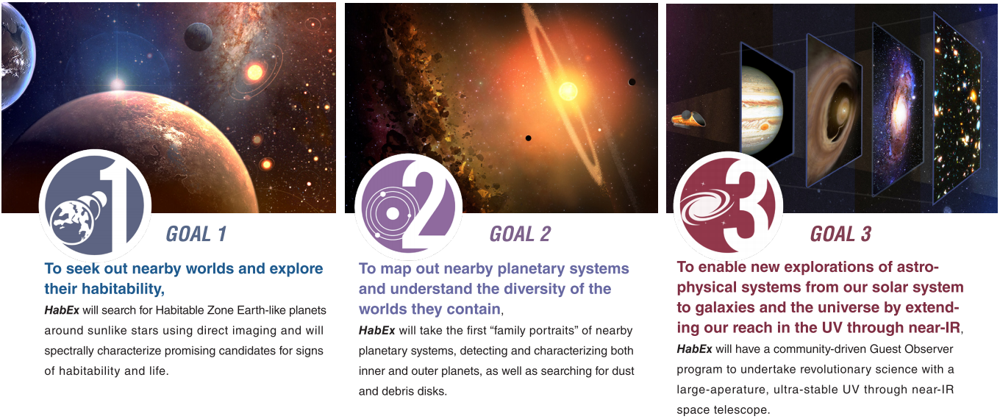 1
GOAL 1
To seek out nearby worlds and explore
their habitability,
HabEx will search for Habitable Zone Earth-like planets
around sunlike stars using direct imaging and will
spectrally characterize promising candidates for signs
of habitability and life.
2
GOAL 2
To map out nearby planetary systems
and understand the diversity of the
worlds they contain,
HabEx will take the first “family portraits” of nearby
planetary systems, detecting and characterizing both
inner and outer planets, as well as searching for dust
and debris disks.
3
GOAL 3
To enable new explorations of astro-
physical systems from our solar system
to galaxies and the universe by extend-
ing our reach in the UV through near-IR,
HabEx will have a community-driven Guest Observer
program to undertake revolutionary science with a
large-aperature, ultra-stable UV through near-IR
space telescope.